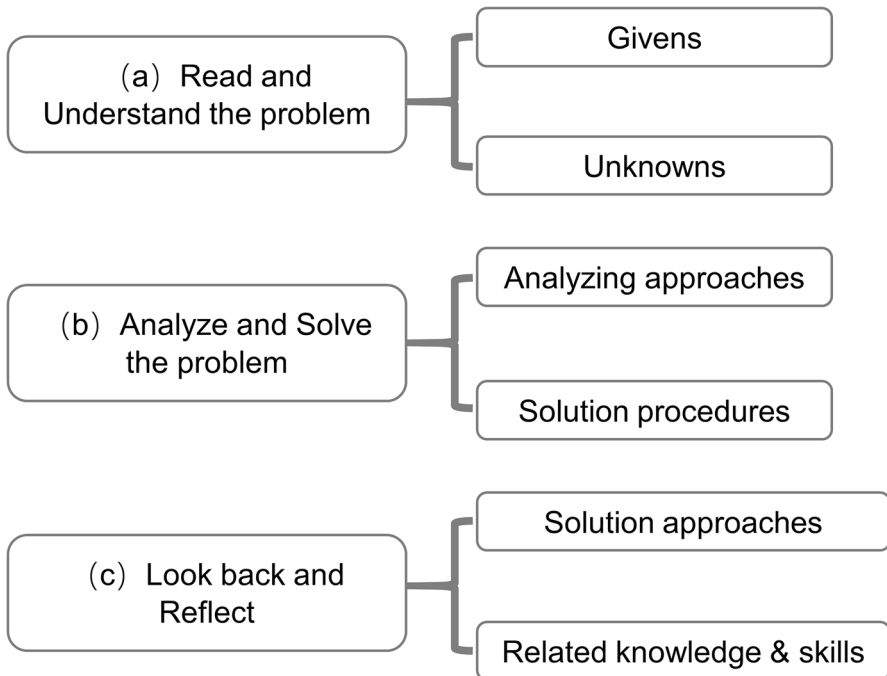 （a）Read and
Understand the problem
Givens
Unknowns
（b）Analyze and Solve
the problem
Analyzing approaches
Solution procedures
（c）Look back and
Reflect
Solution approaches
Related knowledge & skills